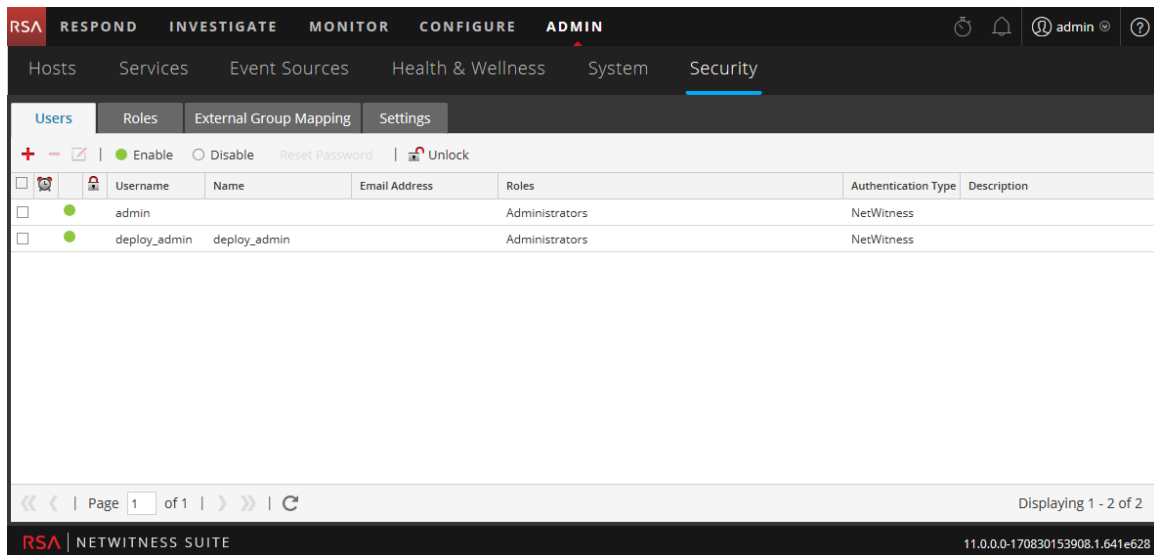 RSA RESPOND INVESTIGATE MONITOR CONFIGURE ADMIN admin ?
Hosts Services Event Sources Health & Wellness System Security
Users Roles External Group Mapping Settings
Enable Disable Reset Password Unlock
Username Name Email Address Roles Authentication Type Description
admin Administrators NetWitness
deploy_admin deploy_admin Administrators NetWitness
Page 1 of 1 Displaying 1 - 2 of 2
RSA NETWITNESS SUITE 11.0.0.0-170830153908.1.641e628